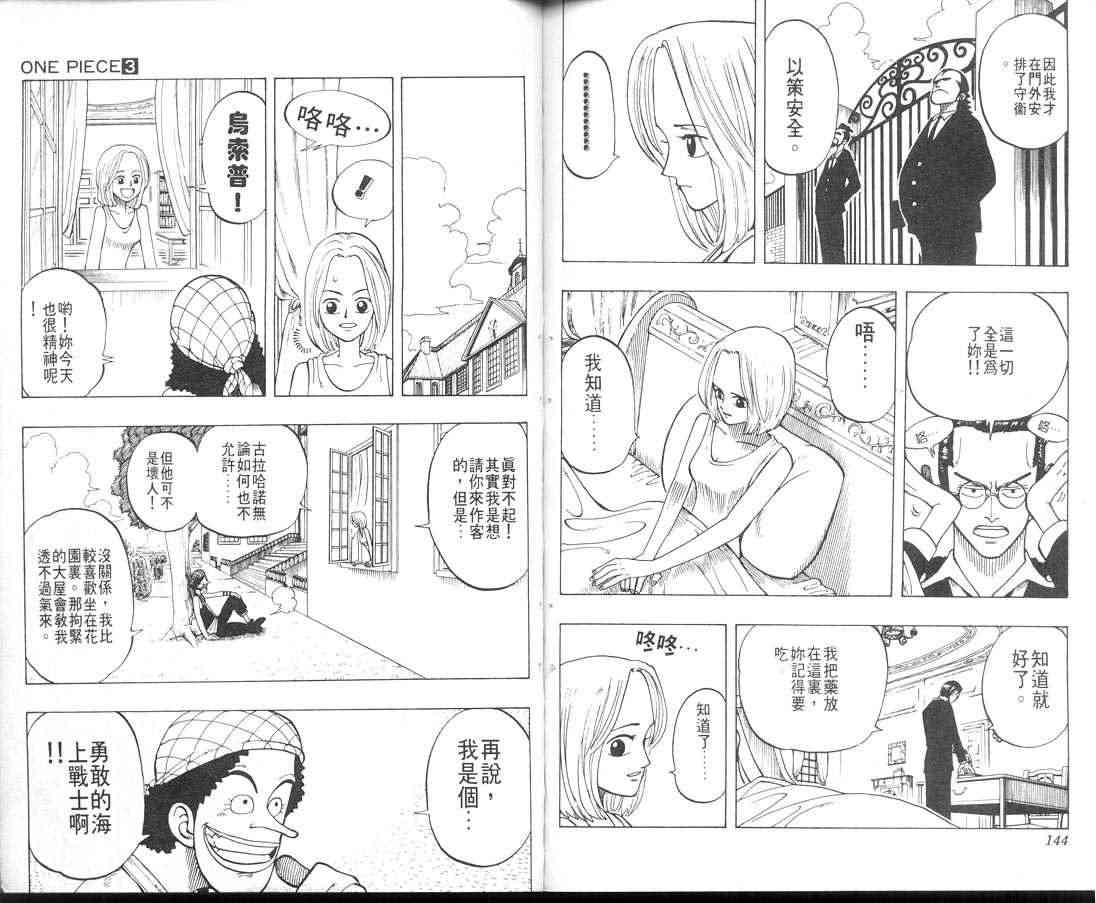 因此我才
在門外安
排了守衞
。
以策安全。
…………
這一切
全是爲
了妳!!
咯…
咯…
唔……
我知道……
知道就
好了。
我把藥放
在這裏，
妳記得要
吃
知道了……
咚咚…
144
ONE PIECE3
咯咯…
!
烏索普！
喲！妳今天
也很精神呢
！
眞對不起！
其實我是想
請你來作客
的，但是…
古拉哈諾無
論如何也不
允許……
但他可不
是壞人！
沒關係，我比
較喜歡坐在花
園裏。那拘緊
的大屋會教我
透不過氣來。
再說，
我是個…
勇敢的海
上戰士啊
!!